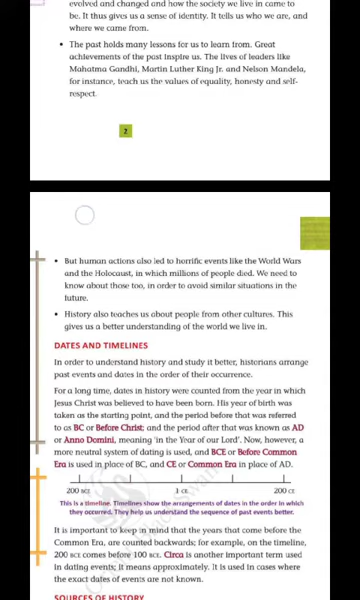 evolved and changed and how the society we live in came to
be. It thus gives us a sense of identity. It tells us who we are, and
where we came from.
• The past holds many lessons for us to learn from. Great
achievements of the past inspire us. The lives of leaders like
Mahatma Gandhi, Martin Luther King Jr. and Nelson Mandela,
for instance, teach us the values of equality, honesty and self-
respect.
2
• But human actions also led to horrific events like the World Wars
and the Holocaust, in which millions of people died. We need to
know about those too, in order to avoid similar situations in the
future.
• History also teaches us about people from other cultures. This
gives us a better understanding of the world we live in.
DATES AND TIMELINES
In order to understand history and study it better, historians arrange
past events and dates in the order of their occurrence.
For a long time, dates in history were counted from the year in which
Jesus Christ was believed to have been born. His year of birth was
taken as the starting point, and the period before that was referred
to as BC or Before Christ; and the period after that was known as AD
or Anno Domini, meaning 'in the Year of our Lord'. Now, however, a
more neutral system of dating is used, and BCE or Before Common
Era is used in place of BC, and CE or Common Era in place of AD.
200 BCE 1 CE 200 CE
This is a timeline. Timelines show the arrangements of dates in the order in which
they occurred. They help us understand the sequence of past events better.
It is important to keep in mind that the years that come before the
Common Era, are counted backwards; for example, on the timeline,
200 BCE comes before 100 BCE. Circa is another important term used
in dating events; it means approximately. It is used in cases where
the exact dates of events are not known.
SOURCES OF HISTORY